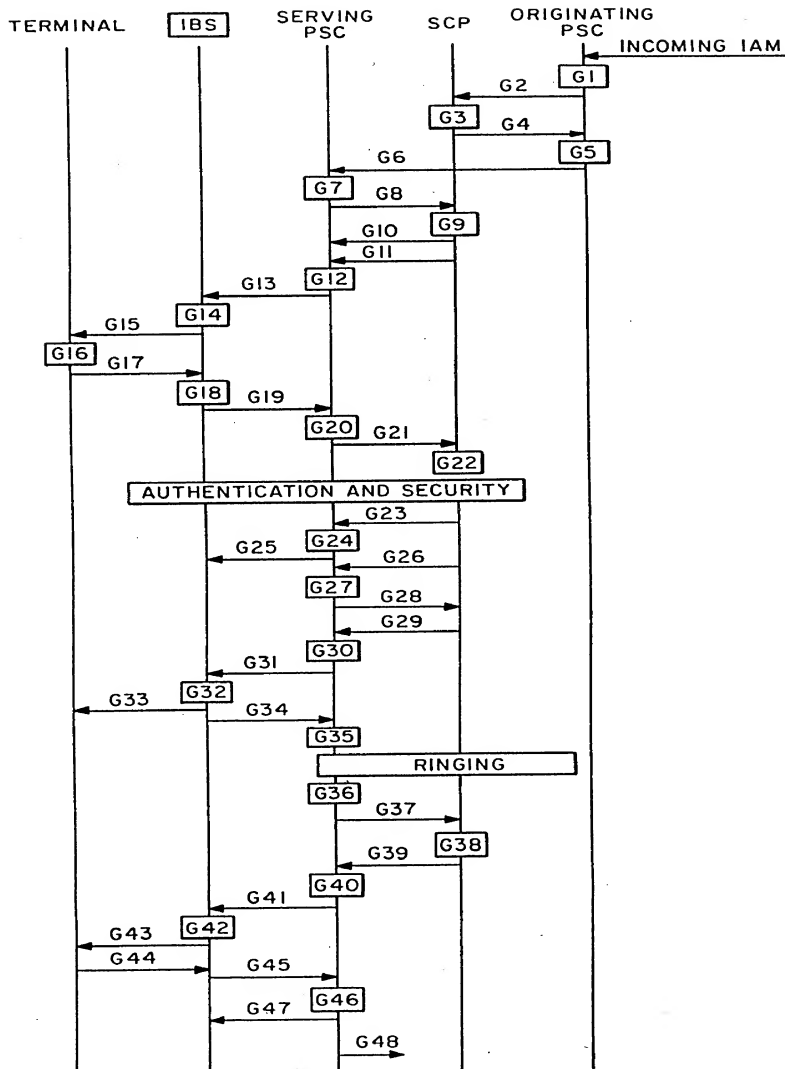 TERMINAL
IBS
SERVING
PSC
SCP
ORIGINATING
PSC
INCOMING IAM
G1
G2
G3
G4
G5
G6
G7
G8
G9
G10
G11
G12
G13
G14
G15
G16
G17
G18
G19
G20
G21
G22
AUTHENTICATION AND SECURITY
G23
G24
G25
G26
G27
G28
G29
G30
G31
G32
G33
G34
G35
RINGING
G36
G37
G38
G39
G40
G41
G42
G43
G44
G45
G46
G47
G48